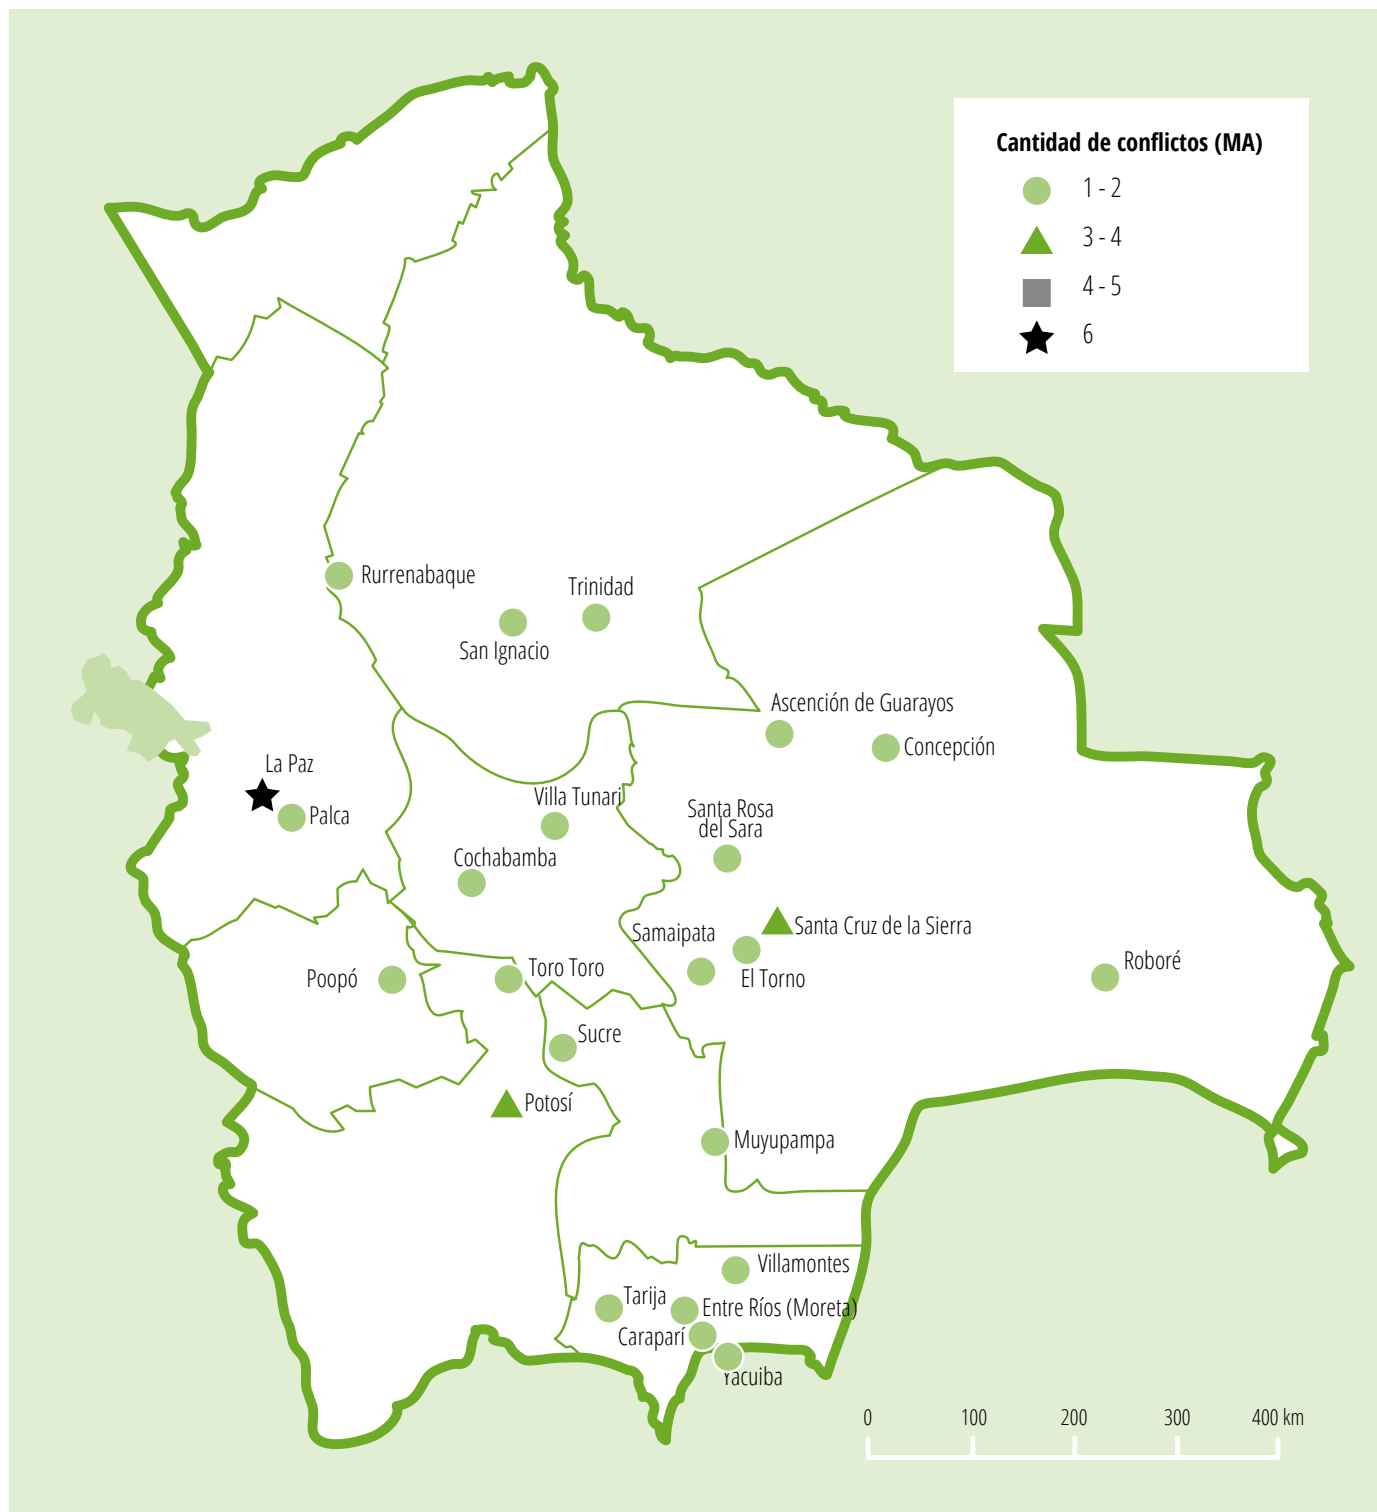 Cantidad de conflictos (MA)
1 - 2
3 - 4
4 - 5
6
Rurrenabaque
Trinidad
San Ignacio
Ascención de Guarayos
Concepción
La Paz
Palca
Villa Tunari
Cochabamba
Santa Rosa
del Sara
Santa Cruz de la Sierra
Samaipata
El Torno
Roboré
Poopó
Toro Toro
Sucre
Potosí
Muyupampa
Villamontes
Tarija
Entre Ríos (Moreta)
Caraparí
Yacuiba
0 100 200 300 400 km